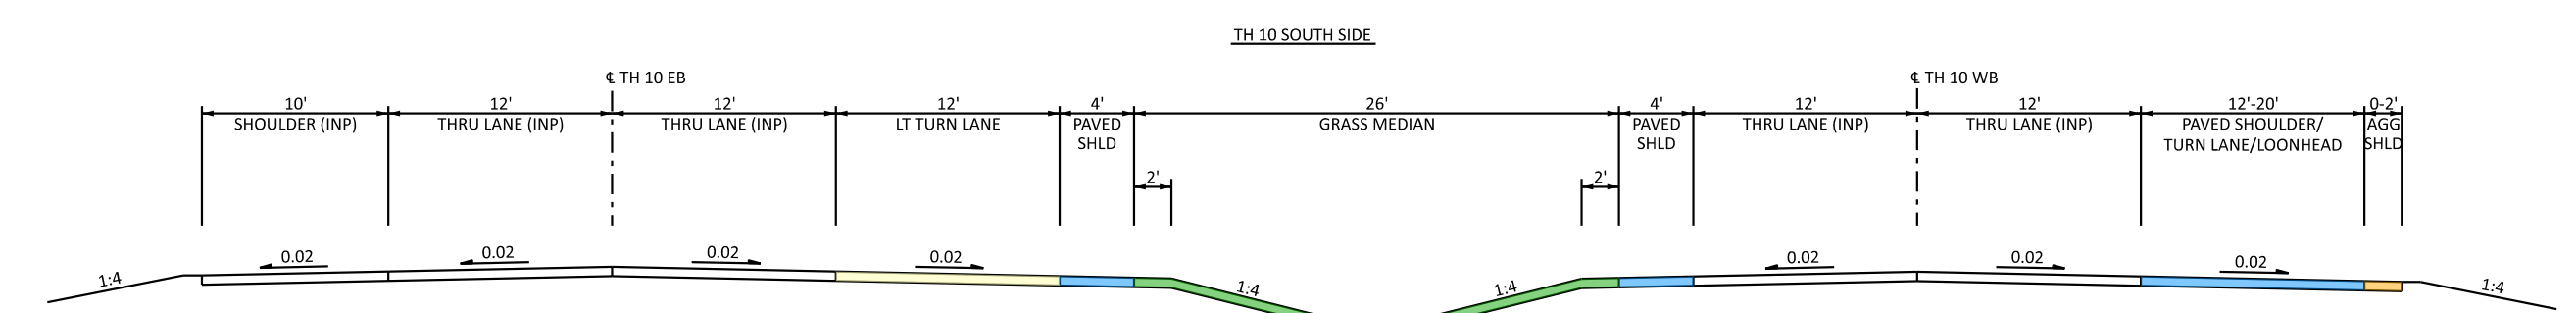 TH 10 SOUTH SIDE
℄ TH 10 EB
℄ TH 10 WB
10' 12' 12' 12' 4' 26' 4' 12' 12' 12'-20' 0-2'
SHOULDER (INP) THRU LANE (INP) THRU LANE (INP) LT TURN LANE PAVED GRASS MEDIAN PAVED THRU LANE (INP) THRU LANE (INP) PAVED SHOULDER/ AGG
SHLD SHLD TURN LANE/LOONHEAD SHLD
2' 2'
0.02 0.02 0.02 0.02 0.02 0.02 0.02
1:4 1:4 1:4 1:4